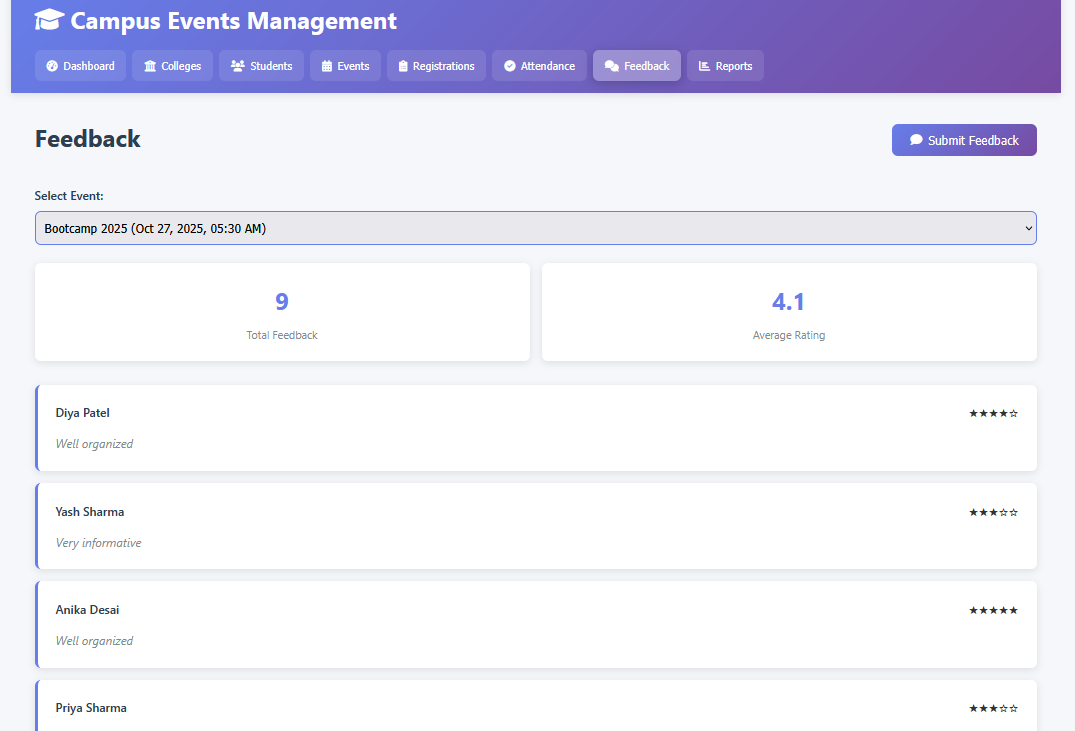 Campus Events Management
Dashboard Colleges Students Events Registrations Attendance Feedback Reports
Feedback
Submit Feedback
Select Event:
Bootcamp 2025 (Oct 27, 2025, 05:30 AM)
9
Total Feedback
4.1
Average Rating
Diya Patel ★★★★☆
Well organized
Yash Sharma ★★★☆☆
Very informative
Anika Desai ★★★★★
Well organized
Priya Sharma ★★★☆☆